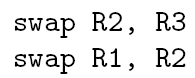 swap R2, R3
swap R1, R2